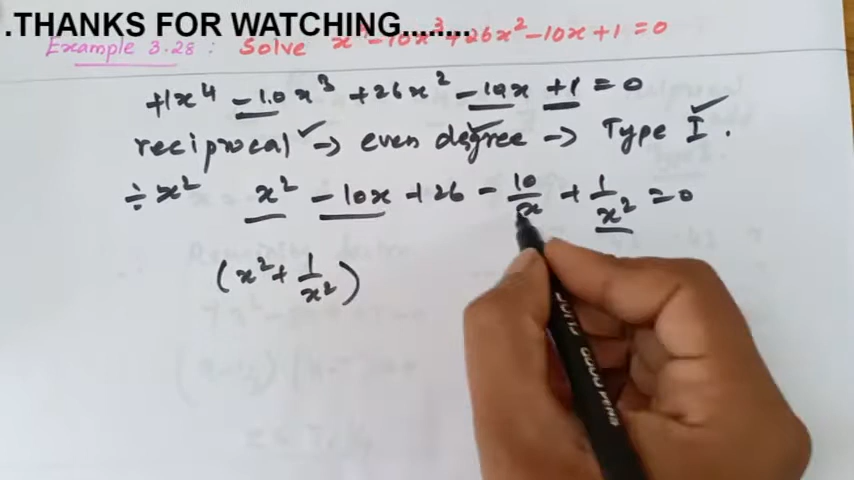 .THANKS FOR WATCHING........
Example 3.28 : Solve x⁴-10x³+26x²-10x+1=0
+1x⁴ -10x³ +26x² -10x +1 = 0
reciprocal ✓ → even degree ✓ → Type I ✓.
÷x² x² -10x +26 - 10/x + 1/x² = 0
(x² + 1/x²)